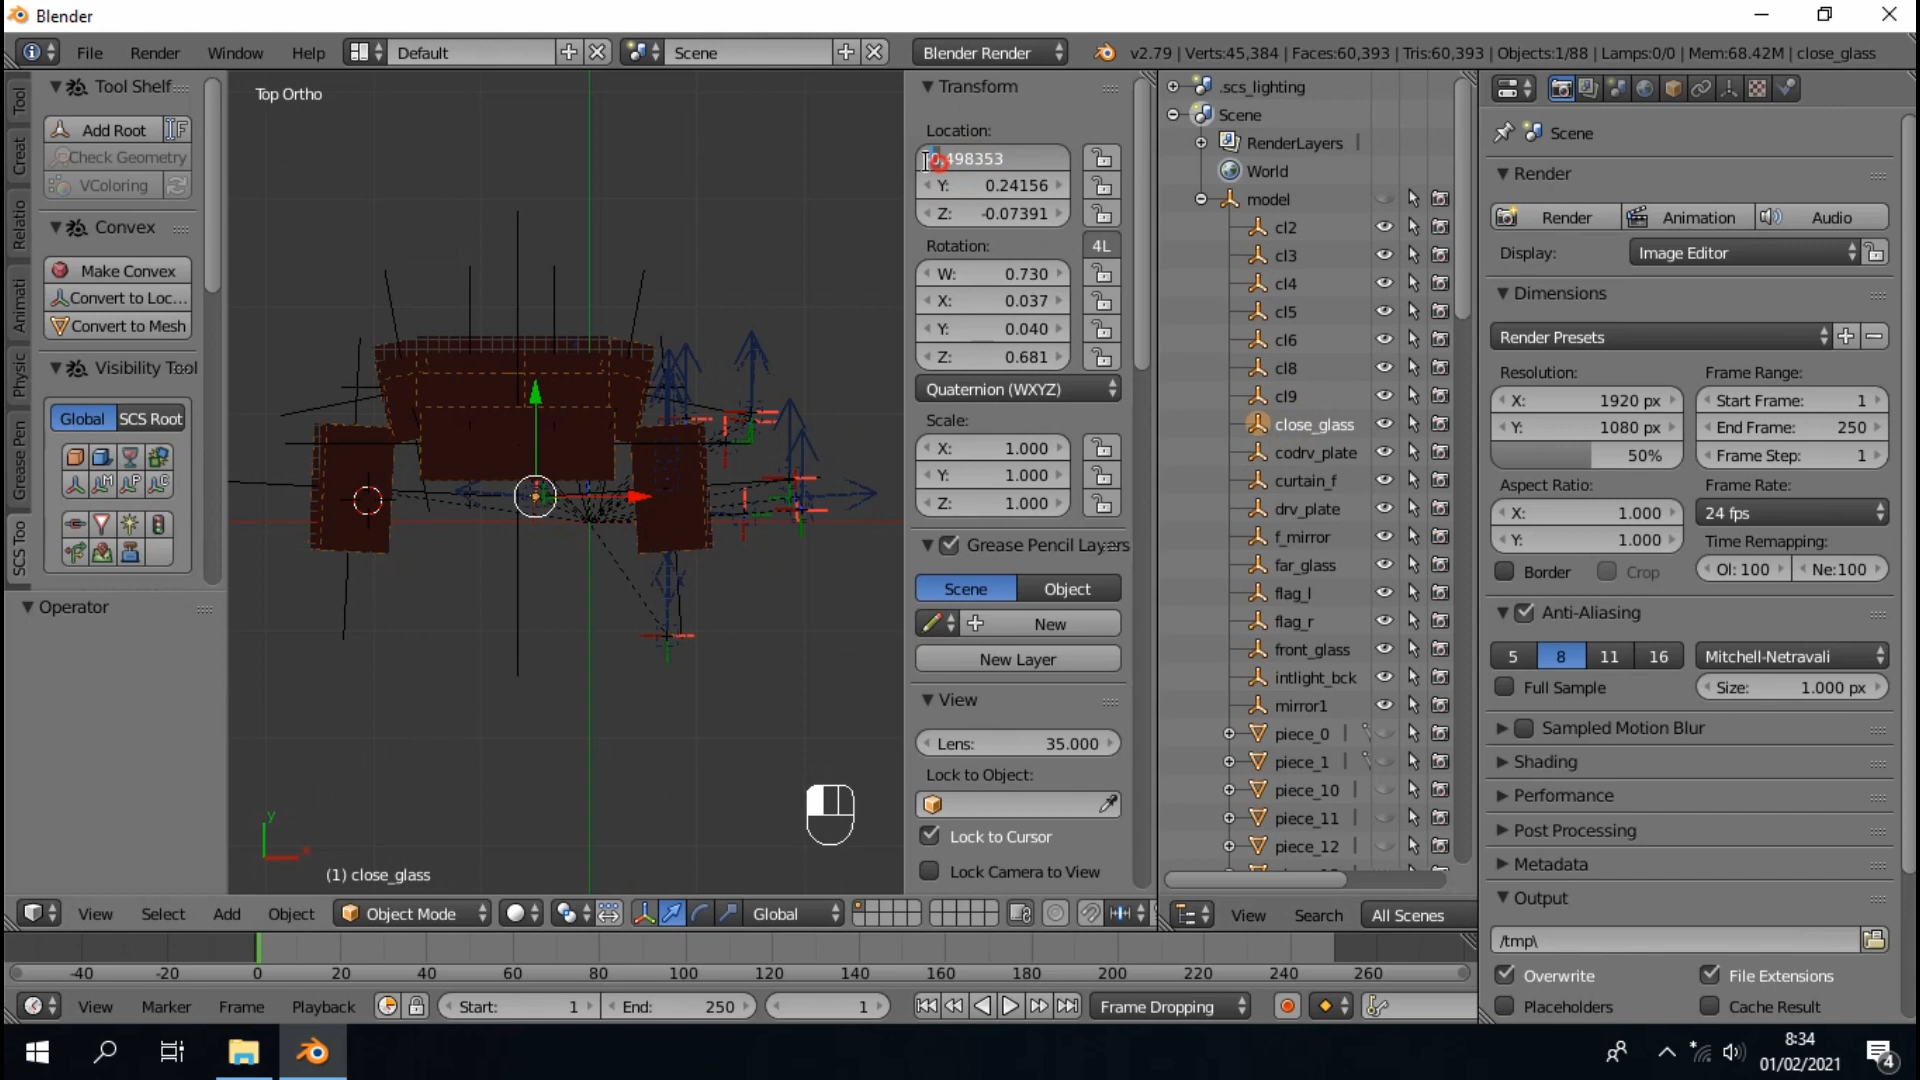 Blender
File
Render
Window
Help
Default
Scene
Blender Render
v2.79 | Verts:45,384 | Faces:60,393 | Tris:60,393 | Objects:1/88 | Lamps:0/0 | Mem:68.42M | close_glass
Tool
Creat
Relatio
Animati
Physic
Grease Pen
SCS Too
Tool Shelf
Add Root
Check Geometry
VColoring
Convex
Make Convex
Convert to Loc...
Convert to Mesh
Visibility Tool
Global
SCS Root
Operator
Top Ortho
y
x
(1) close_glass
Transform
Location:
0.498353
Y: 0.24156
Z: -0.07391
Rotation:
4L
W: 0.730
X: 0.037
Y: 0.040
Z: 0.681
Quaternion (WXYZ)
Scale:
X: 1.000
Y: 1.000
Z: 1.000
Grease Pencil Layers
Scene
Object
New
New Layer
View
Lens: 35.000
Lock to Object:
Lock to Cursor
Lock Camera to View
.scs_lighting
Scene
RenderLayers
World
model
cl2
cl3
cl4
cl5
cl6
cl8
cl9
close_glass
codrv_plate
curtain_f
drv_plate
f_mirror
far_glass
flag_l
flag_r
front_glass
intlight_bck
mirror1
piece_0
piece_1
piece_10
piece_11
piece_12
View
Search
All Scenes
Scene
Render
Render
Animation
Audio
Display:
Image Editor
Dimensions
Render Presets
Resolution:
Frame Range:
X: 1920 px
Start Frame: 1
Y: 1080 px
End Frame: 250
50%
Frame Step: 1
Aspect Ratio:
Frame Rate:
X: 1.000
24 fps
Y: 1.000
Time Remapping:
Border
Crop
Ol: 100
Ne:100
Anti-Aliasing
5
8
11
16
Mitchell-Netravali
Full Sample
Size: 1.000 px
Sampled Motion Blur
Shading
Performance
Post Processing
Metadata
Output
/tmp\
Overwrite
File Extensions
Placeholders
Cache Result
View
Select
Add
Object
Object Mode
Global
-40
-20
0
20
40
60
80
100
120
140
160
180
200
220
240
260
View
Marker
Frame
Playback
Start: 1
End: 250
1
Frame Dropping
8:34
01/02/2021
4